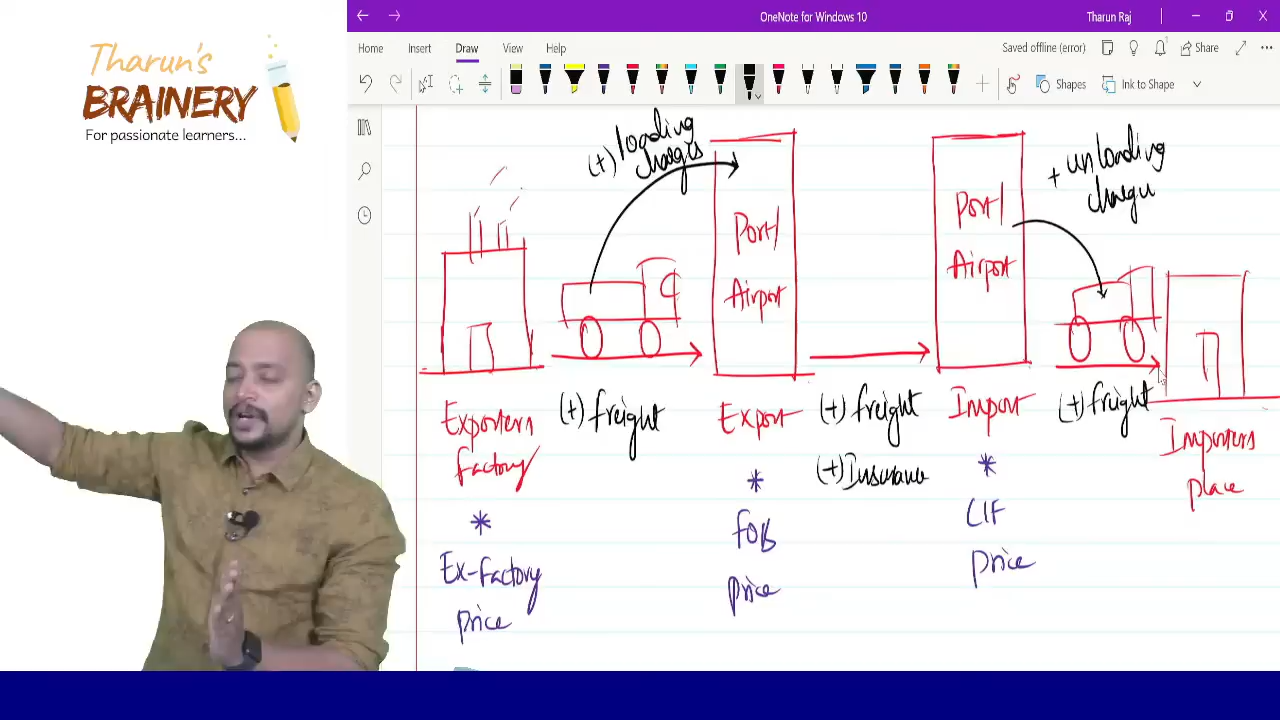 Tharun's
BRAINERY
For passionate learners...
OneNote for Windows 10
Tharun Raj
Home Insert Draw View Help
Saved offline (error)
Share
Shapes
Ink to Shape
(+) loading
charges
+ unloading
charges
Port/
Airport
Port/
Airport
Exporters
factory
(+) freight
Export
(+) freight
(+) Insurance
Import
(+) freight
Importers
place
*
Ex-factory
price
*
FOB
price
*
CIF
price